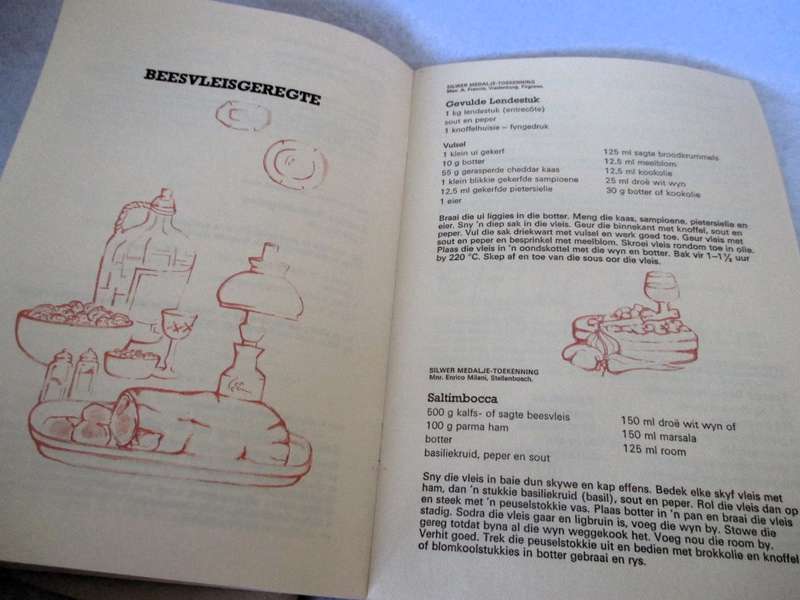 BEESVLEISGEREGTE
SILWER MEDALJE-TOEKENNING
Gevulde Lendestuk
1 kg lendestuk (entrecôte)
sout en peper
1 knoffelhuisie – fyngedruk
Vulsel
1 klein ui gekerf
10 g botter
55 g gerasperde cheddar kaas
1 klein blikkie gekerfde sampioene
12,5 ml gekerfde pietersielie
1 eier
125 ml sagte broodkrummels
12,5 ml meelblom
12,5 ml kookolie
25 ml droë wit wyn
30 g botter of kookolie
Braai die ui liggies in die botter. Meng die kaas, sampioene, pietersielie en
eier. Sny 'n diep sak in die vleis. Geur die binnekant met knoffel, sout en
peper. Vul die sak driekwart met vulsel en werk goed toe. Geur vleis met
sout en peper en besprinkel met meelblom. Skroei vleis rondom toe in olie.
Plaas die vleis in 'n oondskottel met die wyn en botter. Bak vir 1–1½ uur
by 220 °C. Skep af en toe van die sous oor die vleis.
SILWER MEDALJE-TOEKENNING
Mnr. Enrico Milani, Stellenbosch.
Saltimbocca
500 g kalfs- of sagte beesvleis
100 g parma ham
botter
basiliekruid, peper en sout
150 ml droë wit wyn of
150 ml marsala
125 ml room
Sny die vleis in baie dun skywe en kap effens. Bedek elke skyf vleis met
ham, dan 'n stukkie basiliekruid (basil), sout en peper. Rol die vleis dan op
en steek met 'n peuselstokkie vas. Plaas botter in 'n pan en braai die vleis
stadig. Sodra die vleis gaar en ligbruin is, voeg die wyn by. Stowe die
gereg totdat byna al die wyn weggekook het. Voeg nou die room by.
Verhit goed. Trek die peuselstokkie uit en bedien met brokkolie en knoffel
of blomkoolstukkies in botter gebraai en rys.